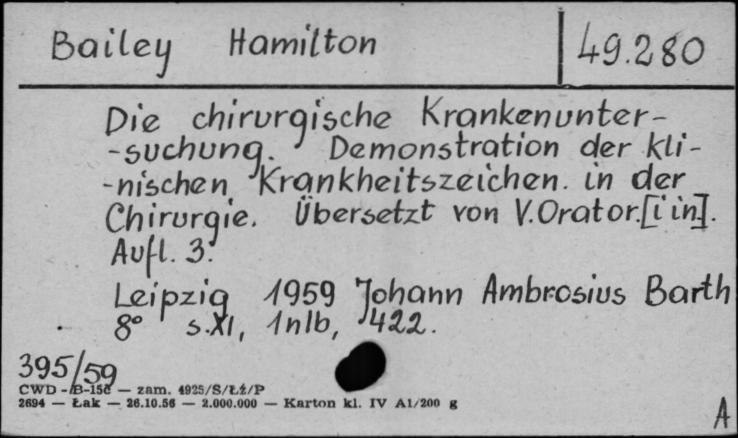 Bailey Hamilton 49.280
Die chirurgische Krankenunter-
-suchung. Demonstration der kli-
-nischen Krankheitszeichen. in der
Chirurgie. Übersetzt von V. Orator. [i in].
Aufl. 3.
Leipzig 1959 Johann Ambrosius Barth
8° s. XI, 1nlb, 422.
395/59
CWD - B-15c — zam. 4925/S/ŁŻ/P
2694 — Łak — 26.10.56 — 2.000.000 — Karton kl. IV A1/200 g
A